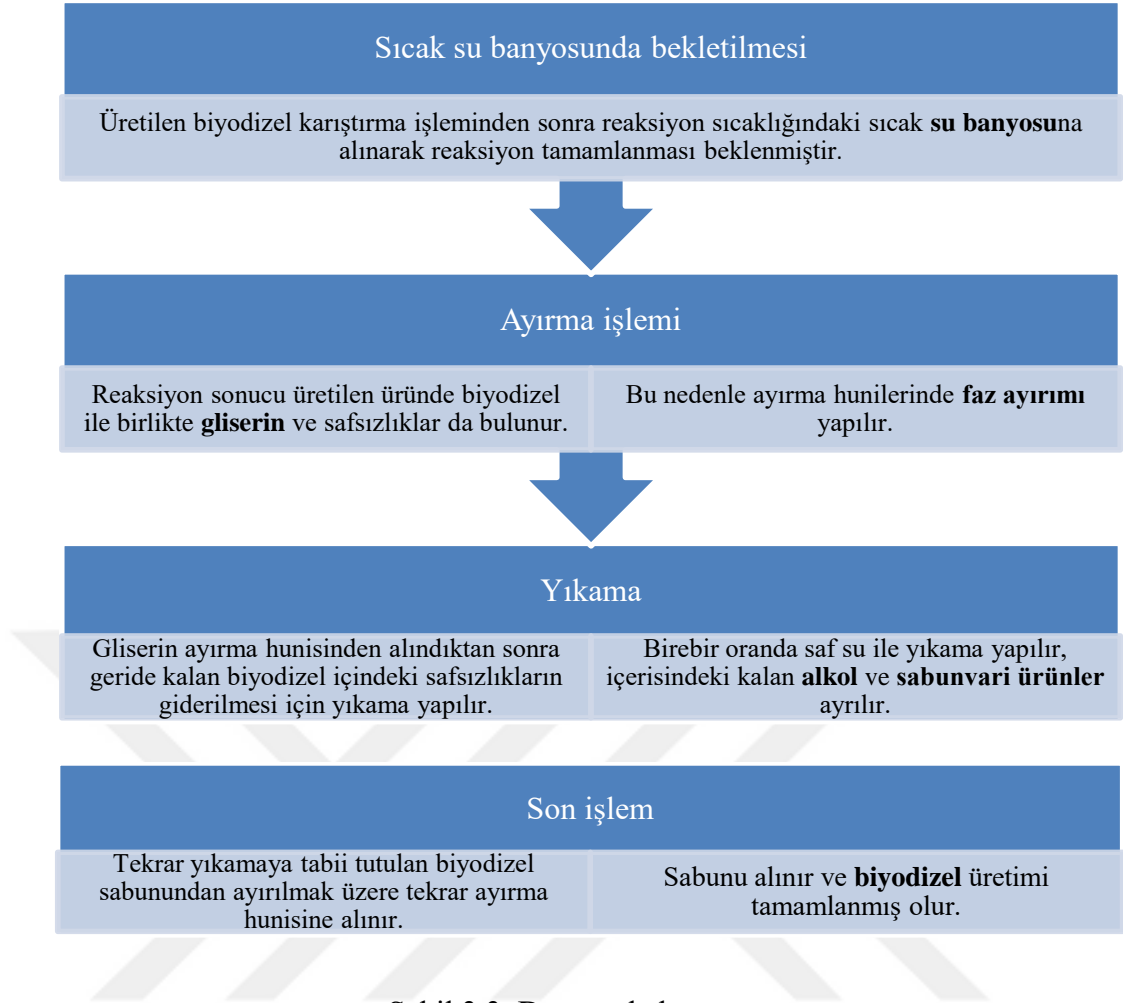 Sıcak su banyosunda bekletilmesi
Üretilen biyodizel karıştırma işleminden sonra reaksiyon sıcaklığındaki sıcak su banyosuna
alınarak reaksiyon tamamlanması beklenmiştir.
Ayırma işlemi
Reaksiyon sonucu üretilen üründe biyodizel
ile birlikte gliserin ve safsızlıklar da bulunur.
Bu nedenle ayırma hunilerinde faz ayırımı
yapılır.
Yıkama
Gliserin ayırma hunisinden alındıktan sonra
geride kalan biyodizel içindeki safsızlıkların
giderilmesi için yıkama yapılır.
Birebir oranda saf su ile yıkama yapılır,
içerisindeki kalan alkol ve sabunvari ürünler
ayrılır.
Son işlem
Tekrar yıkamaya tabii tutulan biyodizel
sabunundan ayırılmak üzere tekrar ayırma
hunisine alınır.
Sabunu alınır ve biyodizel üretimi
tamamlanmış olur.